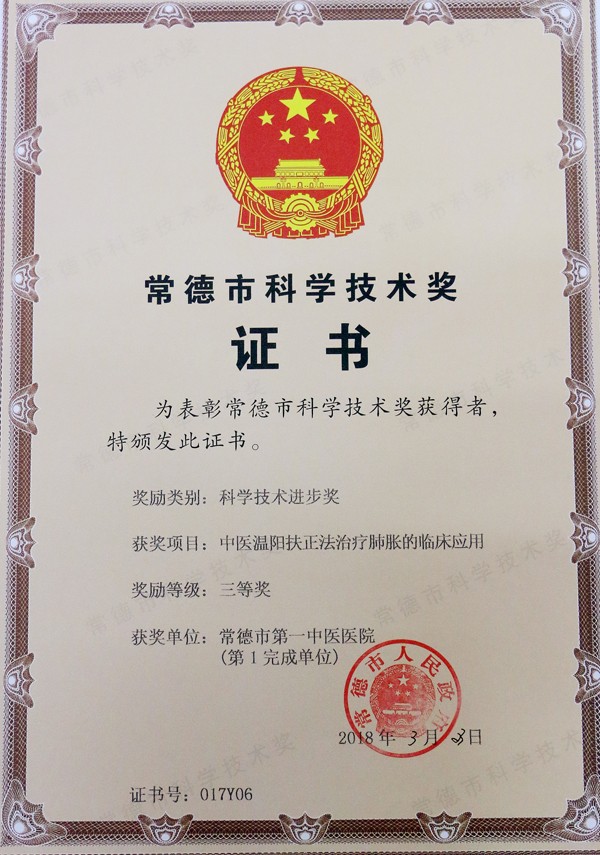 常德市科学技术奖
证书
为表彰常德市科学技术奖获得者，
特颁发此证书。
奖励类别：科学技术进步奖
获奖项目：中医温阳扶正法治疗肺胀的临床应用
奖励等级：三等奖
获奖单位：常德市第一中医医院
(第1完成单位)
常德市人民政府
2018年3月 日
证书号：017Y06